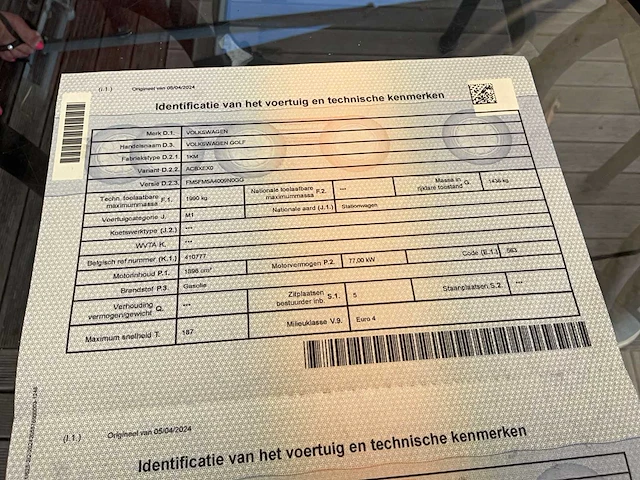 (I.1.) Origineel van 05/04/2024
Identificatie van het voertuig en technische kenmerken
Merk D.1. VOLKSWAGEN
Handelsnaam D.3. VOLKSWAGEN GOLF
Fabriekstype D.2.1. 1KM
Variant D.2.2. ACBXEX0
Versie D.2.3. FM5FM5A4009N0GG
Techn. toelaatbare maximummassa F.1. 1990 kg Nationale toelaatbare maximummassa F.2. --- Massa in rijklare toestand G. 1436 kg
Voertuigcategorie J. M1 Nationale aard (J.1.) Stationwagen
Koetswerktype (J.2.) ---
WVTA K. ---
Belgisch ref nummer (K.1.) 410777
Motorinhoud P.1. 1896 cm³ Motorvermogen P.2. 77,00 kW Code (E.1.) 563
Brandstof P.3. Gasolie
Verhouding vermogen/gewicht Q. --- Zitplaatsen bestuurder inb. S.1. 5 Staanplaatsen S.2. ---
Maximum snelheid T. 187 Milieuklasse V.9. Euro 4
(I.1.) Origineel van 05/04/2024
Identificatie van het voertuig en technische kenmerken